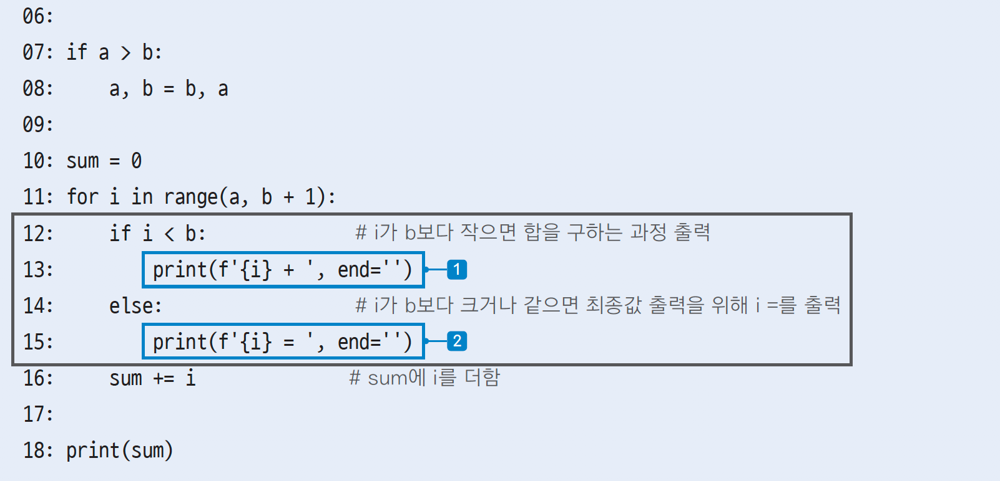 06:
07: if a > b:
08:     a, b = b, a
09:
10: sum = 0
11: for i in range(a, b + 1):
12:     if i < b:              # i가 b보다 작으면 합을 구하는 과정 출력
13:         print(f'{i} + ', end='') 1
14:     else:                  # i가 b보다 크거나 같으면 최종값 출력을 위해 i =를 출력
15:         print(f'{i} = ', end='') 2
16:     sum += i              # sum에 i를 더함
17:
18: print(sum)